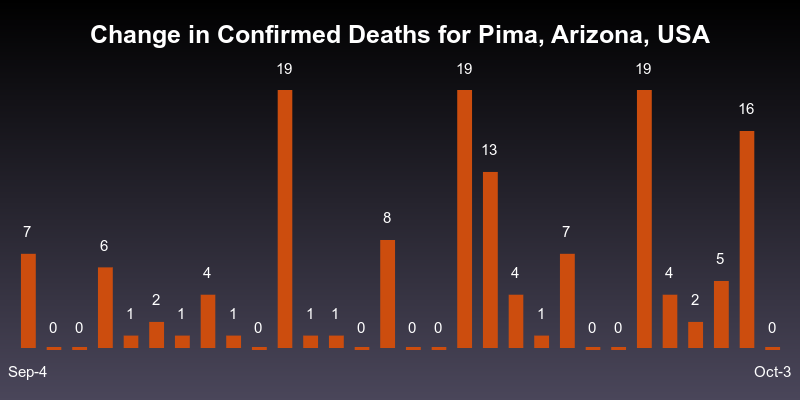 Change in Confirmed Deaths for Pima, Arizona, USA
7 0 0 6 1 2 1 4 1 0 19 1 1 0 8 0 0 19 13 4 1 7 0 0 19 4 2 5 16 0
Sep-4 Oct-3